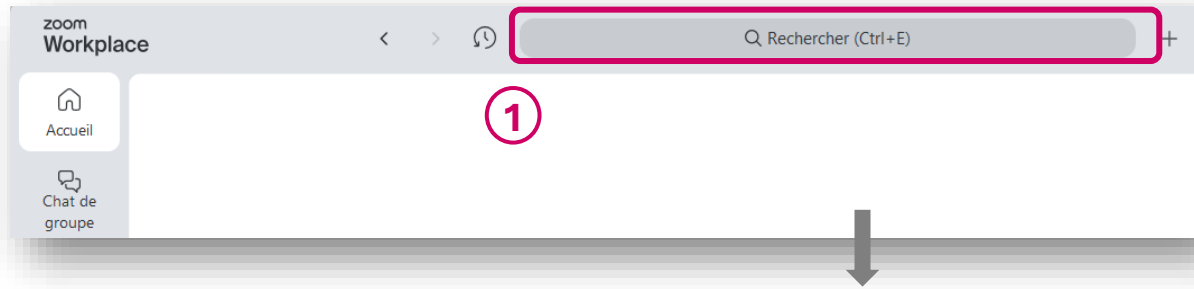 zoom
Workplace
Rechercher (Ctrl+E)
Accueil
1
Chat de
groupe